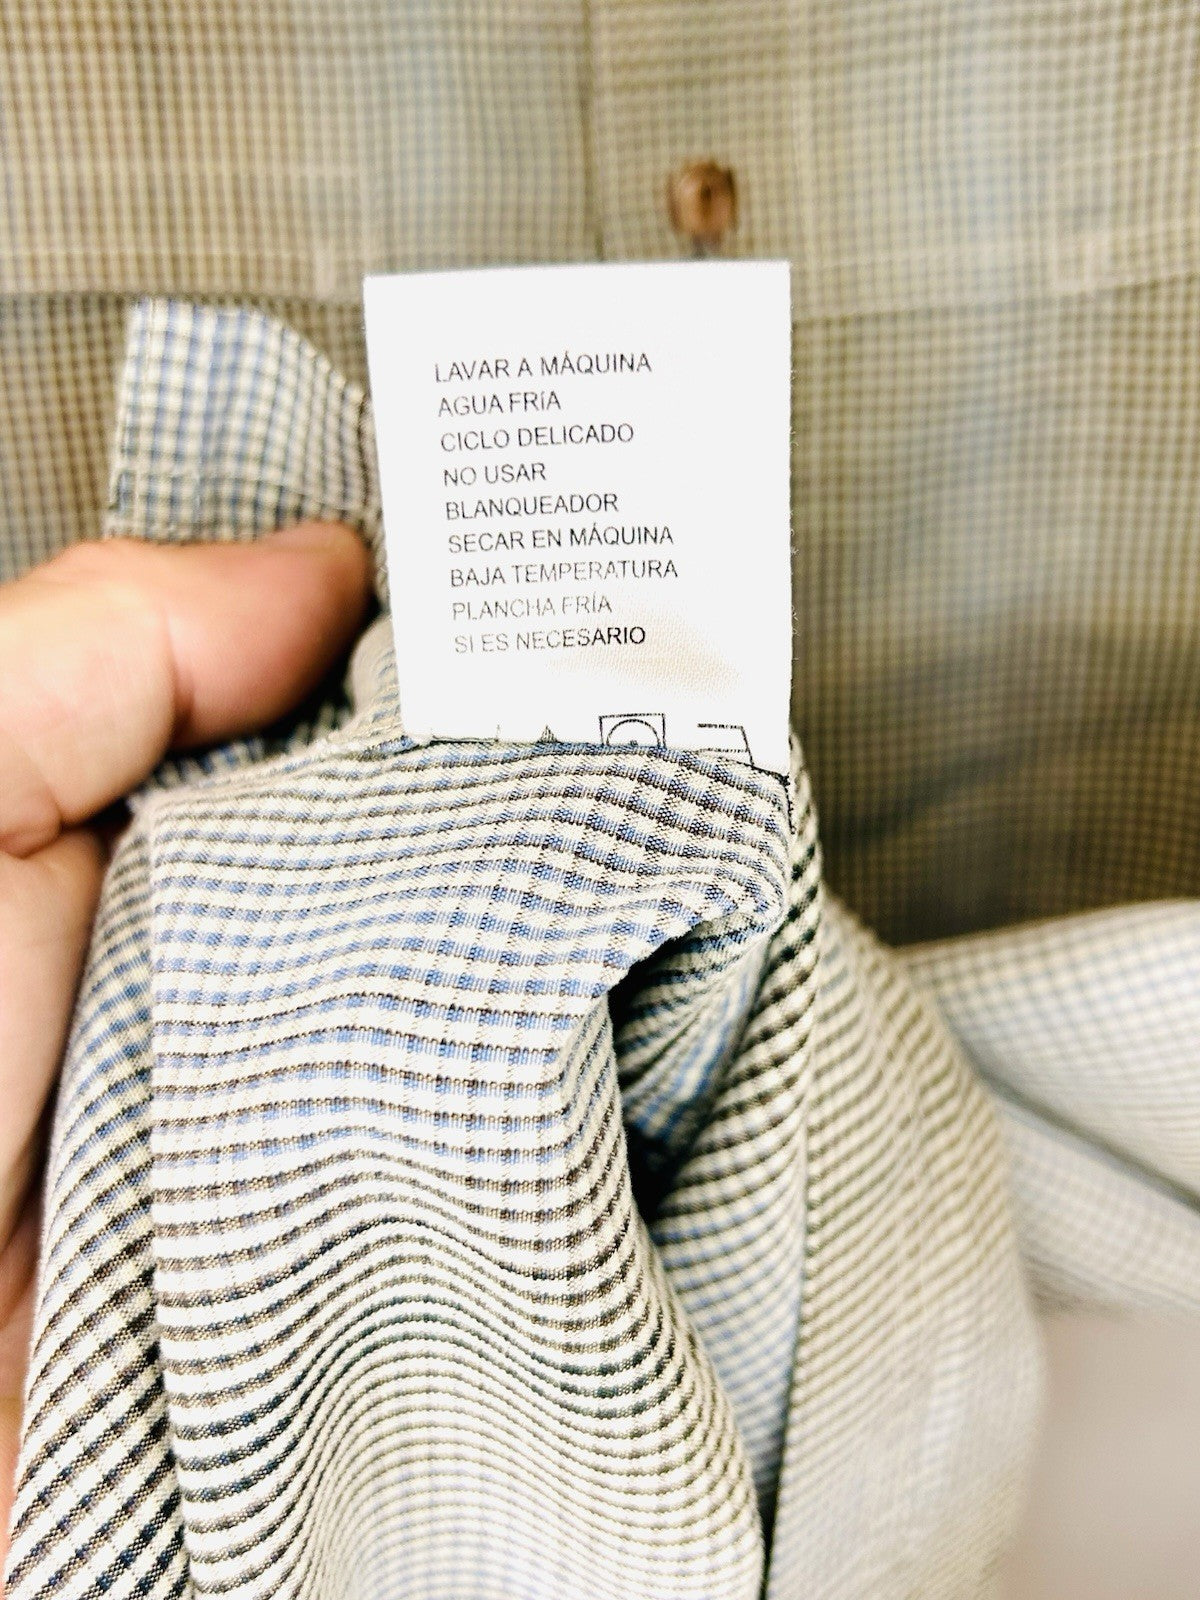 LAVAR A MÁQUINA
AGUA FRíA
CICLO DELICADO
NO USAR
BLANQUEADOR
SECAR EN MÁQUINA
BAJA TEMPERATURA
PLANCHA FRÍA
SI ES NECESARIO